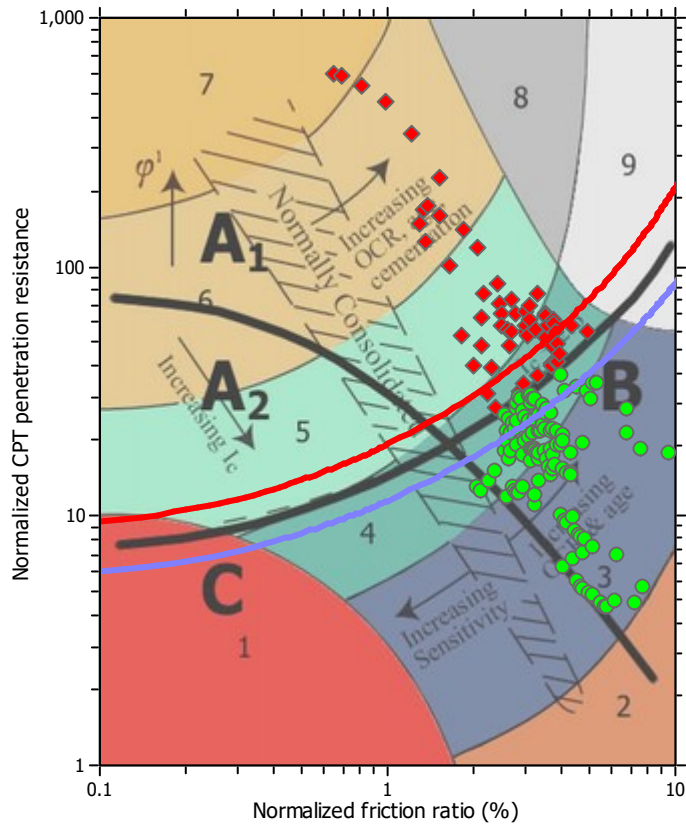 1,000
100
10
1
0.1
1
10
Normalized CPT penetration resistance
Normalized friction ratio (%)
7
8
9
φ¹
A1
6
Normally Consolidated
Increasing
OCR,
cementation
A2
Increasing Ic
5
B
4
C
Increasing
& age
3
Increasing
Sensitivity
1
2